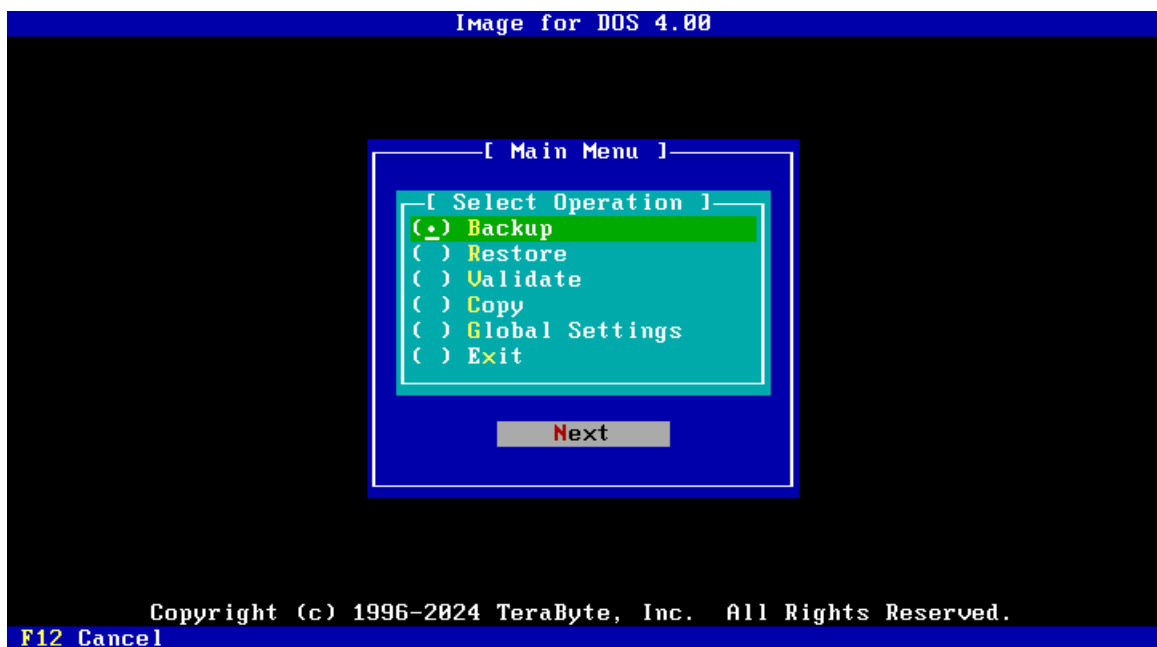 Image for DOS 4.00
[ Main Menu ]
[ Select Operation ]
(•) Backup
( ) Restore
( ) Validate
( ) Copy
( ) Global Settings
( ) Exit
Next
Copyright (c) 1996-2024 TeraByte, Inc. All Rights Reserved.
F12 Cancel